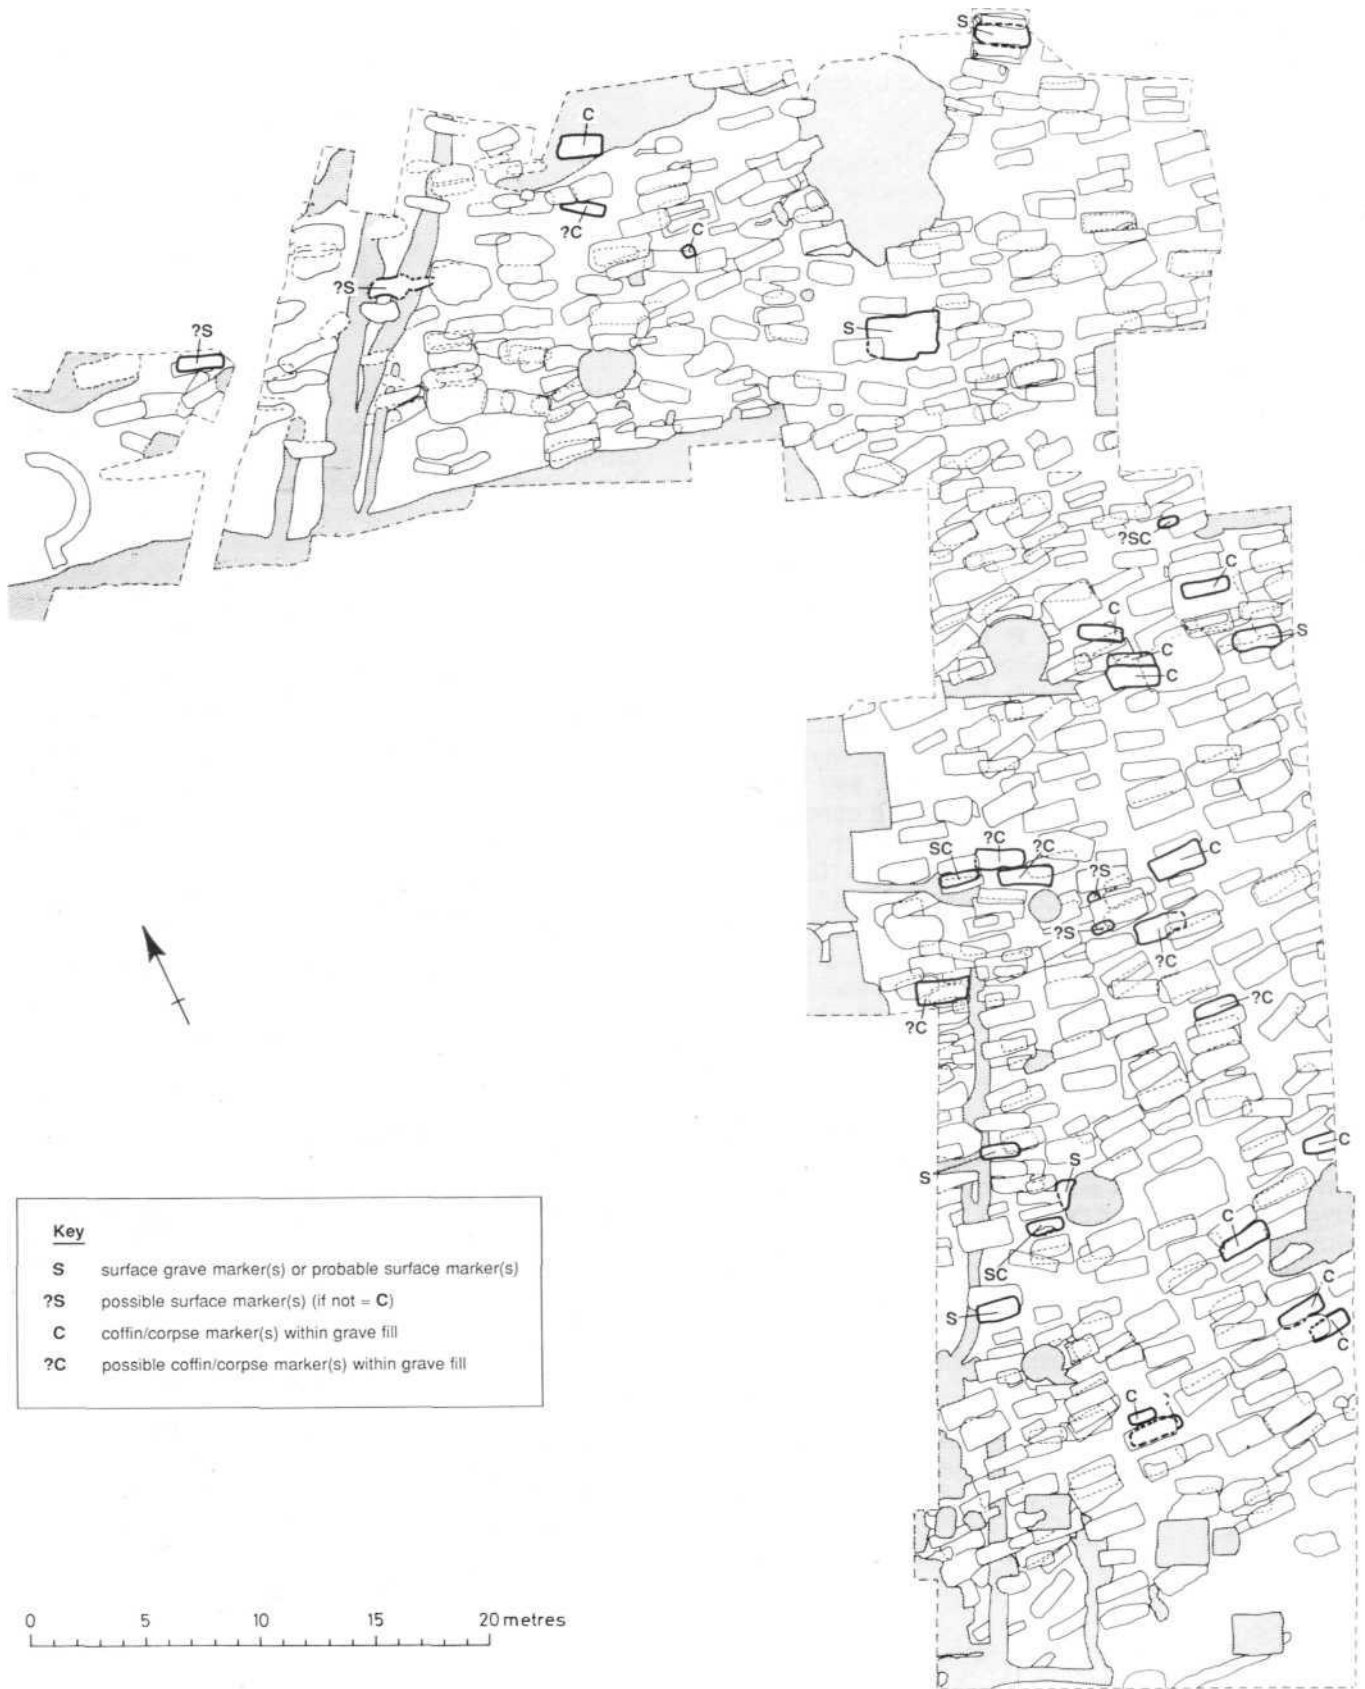 S
C
?C
C
?S
S
?S
?SC
C
C
S
C
C
?C
?C
SC
C
?S
?S
?C
?C
?C
C
S
S
C
SC
C
S
C
C
Key
S surface grave marker(s) or probable surface marker(s)
?S possible surface marker(s) (if not = C)
C coffin/corpse marker(s) within grave fill
?C possible coffin/corpse marker(s) within grave fill
0 5 10 15 20 metres